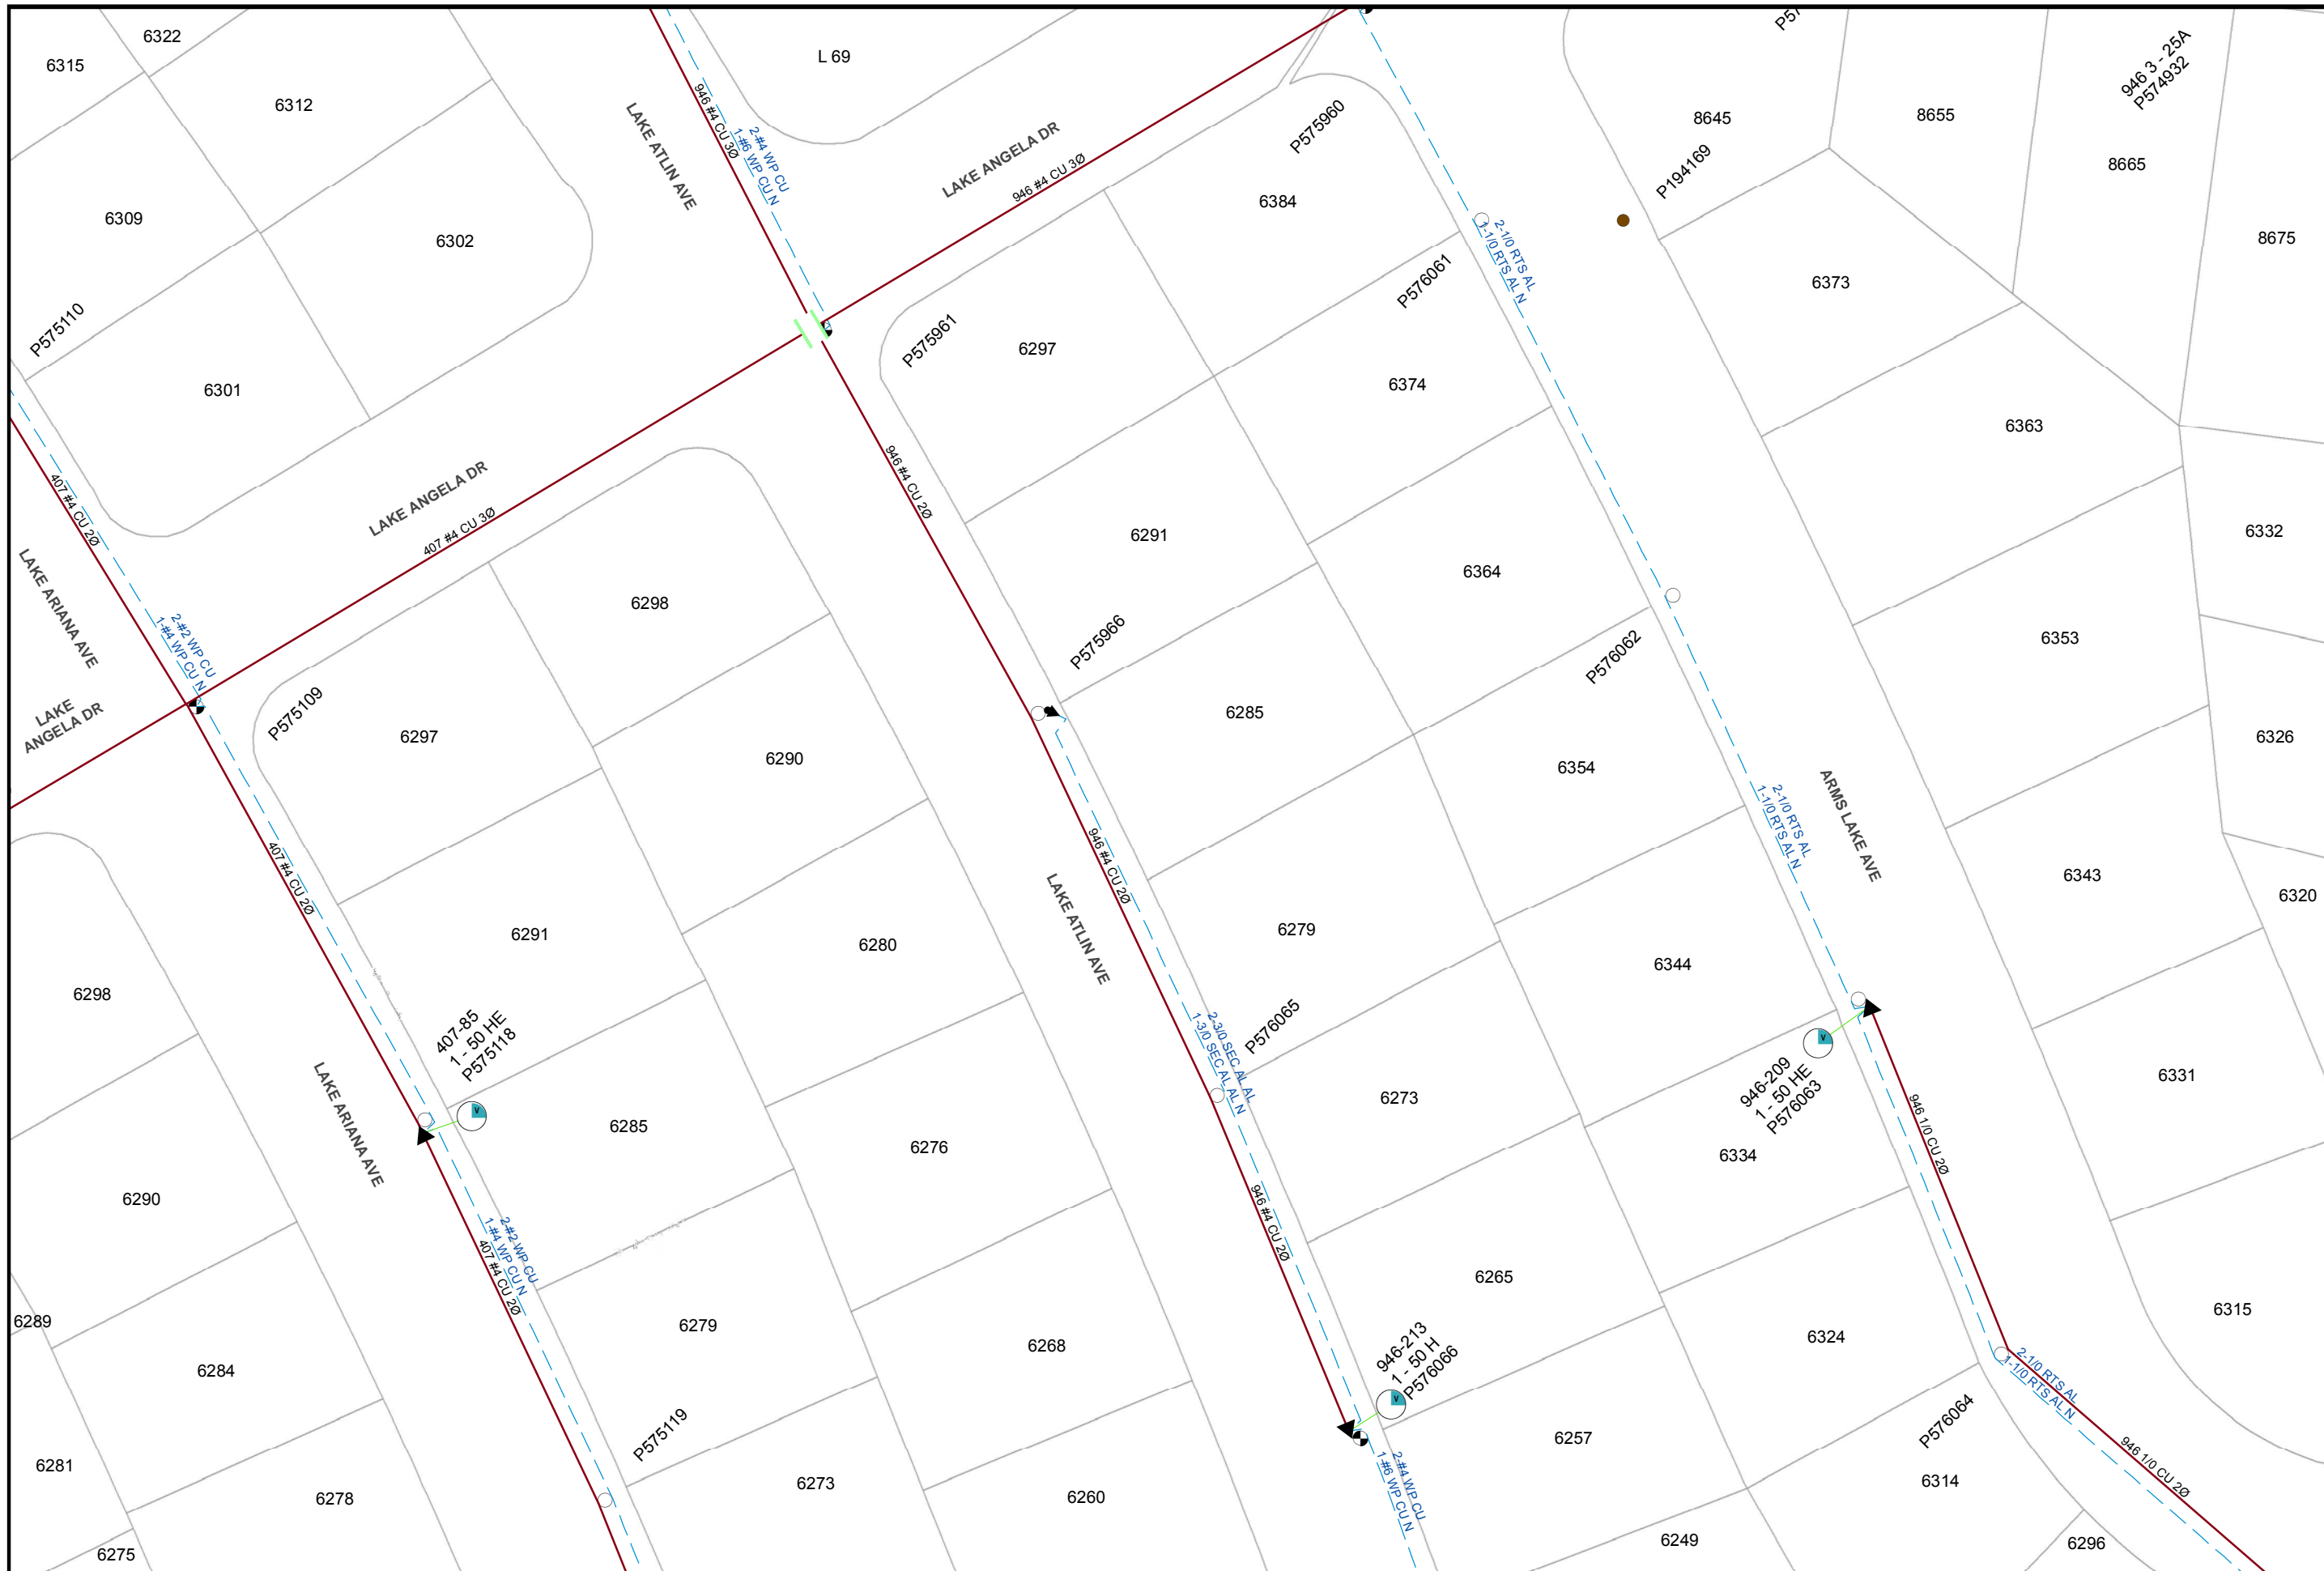 6322
6315
6312
L 69
P57
946 3 - 25A
P574932
8645
8655
8665
8675
P575960
LAKE ATLIN AVE
946 #4 CU 3Ø
2-#4 WP CU
1-#6 WP CU N
LAKE ANGELA DR
946 #4 CU 3Ø
P194169
6384
6309
6302
2-1/0 RTS AL
1-1/0 RTS AL N
6373
P576061
P575110
P575961
6297
6374
6301
6363
407 #4 CU 2Ø
LAKE ANGELA DR
407 #4 CU 3Ø
946 #4 CU 2Ø
6291
6332
6364
6298
LAKE ARIANA AVE
2-#2 WP CU
1-#4 WP CU N
P575966
P576062
6353
LAKE
ANGELA DR
P575109
6297
6285
6290
6354
6326
2-1/0 RTS AL
1-1/0 RTS AL N
ARMS LAKE AVE
407 #4 CU 2Ø
946 #4 CU 2Ø
6343
6320
6291
6280
LAKE ATLIN AVE
6279
6344
6298
407-85
1 - 50 HE
P575118
2-3/0 SEC AL
1-3/0 SEC AL N
P576065
6273
946-209
1 - 50 HE
P576063
V
946 1/0 CU 2Ø
6331
LAKE ARIANA AVE
V
6285
6276
6334
6290
2-#2 WP CU
1-#4 WP CU N
407 #4 CU 2Ø
946 #4 CU 2Ø
6265
6289
6279
6268
6324
6315
6284
946-213
1 - 50 H
P576066
V
2-1/0 RTS AL
1-1/0 RTS AL N
P575119
P576064
6257
6281
946 1/0 CU 2Ø
6278
6273
6260
6314
2-#4 WP CU
1-#6 WP CU N
6249
6296
6275